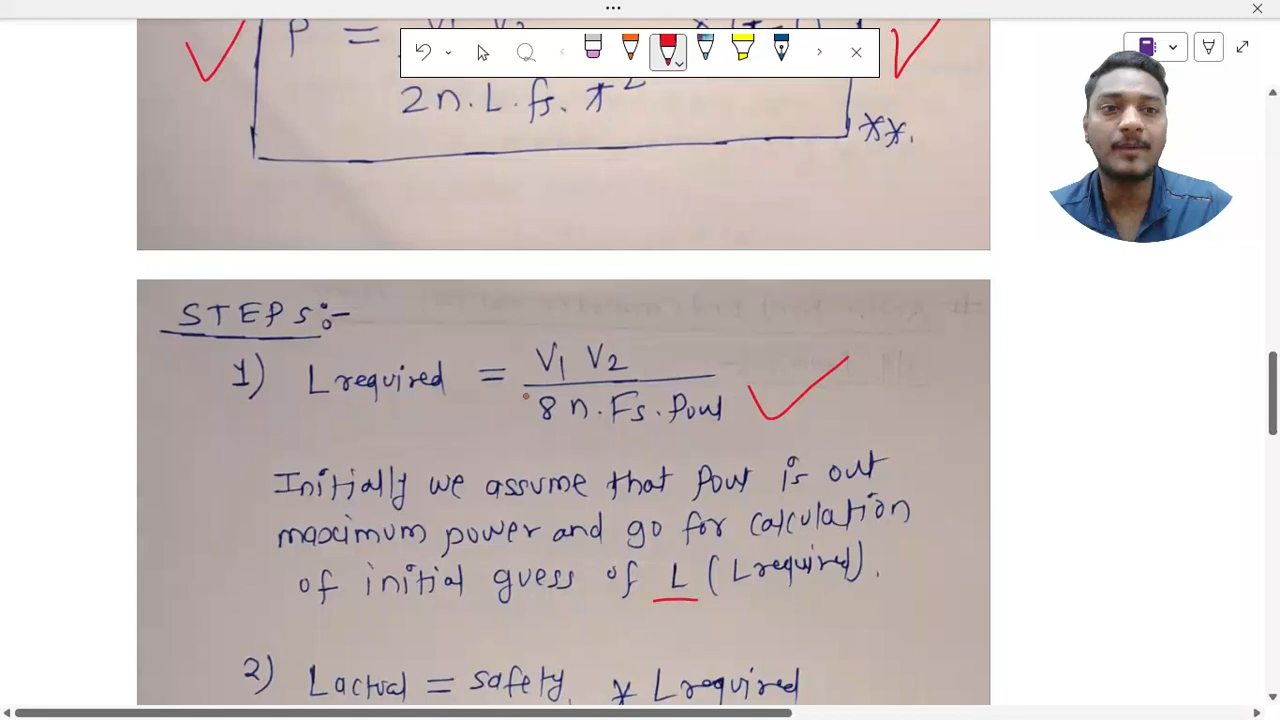 P =
2 n. L. fs. π²
**.
STEPS:-
1) Lrequired = V1 V2
8 n. Fs. Pout
Initially we assume that Pout is out
maximum power and go for calculation
of initial guess of L (Lrequired).
2) Lactual = safety * Lrequired